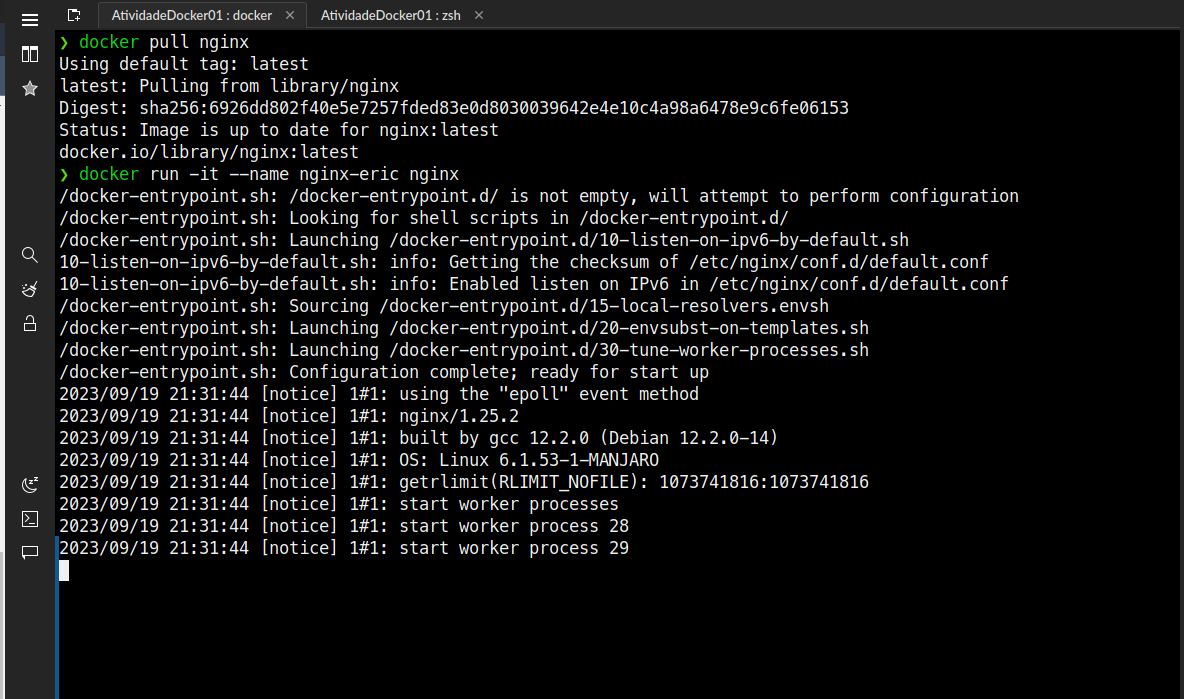 AtividadeDocker01 : docker ×
AtividadeDocker01 : zsh ×
❯ docker pull nginx
Using default tag: latest
latest: Pulling from library/nginx
Digest: sha256:6926dd802f40e5e7257fded83e0d8030039642e4e10c4a98a6478e9c6fe06153
Status: Image is up to date for nginx:latest
docker.io/library/nginx:latest
❯ docker run -it --name nginx-eric nginx
/docker-entrypoint.sh: /docker-entrypoint.d/ is not empty, will attempt to perform configuration
/docker-entrypoint.sh: Looking for shell scripts in /docker-entrypoint.d/
/docker-entrypoint.sh: Launching /docker-entrypoint.d/10-listen-on-ipv6-by-default.sh
10-listen-on-ipv6-by-default.sh: info: Getting the checksum of /etc/nginx/conf.d/default.conf
10-listen-on-ipv6-by-default.sh: info: Enabled listen on IPv6 in /etc/nginx/conf.d/default.conf
/docker-entrypoint.sh: Sourcing /docker-entrypoint.d/15-local-resolvers.envsh
/docker-entrypoint.sh: Launching /docker-entrypoint.d/20-envsubst-on-templates.sh
/docker-entrypoint.sh: Launching /docker-entrypoint.d/30-tune-worker-processes.sh
/docker-entrypoint.sh: Configuration complete; ready for start up
2023/09/19 21:31:44 [notice] 1#1: using the "epoll" event method
2023/09/19 21:31:44 [notice] 1#1: nginx/1.25.2
2023/09/19 21:31:44 [notice] 1#1: built by gcc 12.2.0 (Debian 12.2.0-14)
2023/09/19 21:31:44 [notice] 1#1: OS: Linux 6.1.53-1-MANJARO
2023/09/19 21:31:44 [notice] 1#1: getrlimit(RLIMIT_NOFILE): 1073741816:1073741816
2023/09/19 21:31:44 [notice] 1#1: start worker processes
2023/09/19 21:31:44 [notice] 1#1: start worker process 28
2023/09/19 21:31:44 [notice] 1#1: start worker process 29